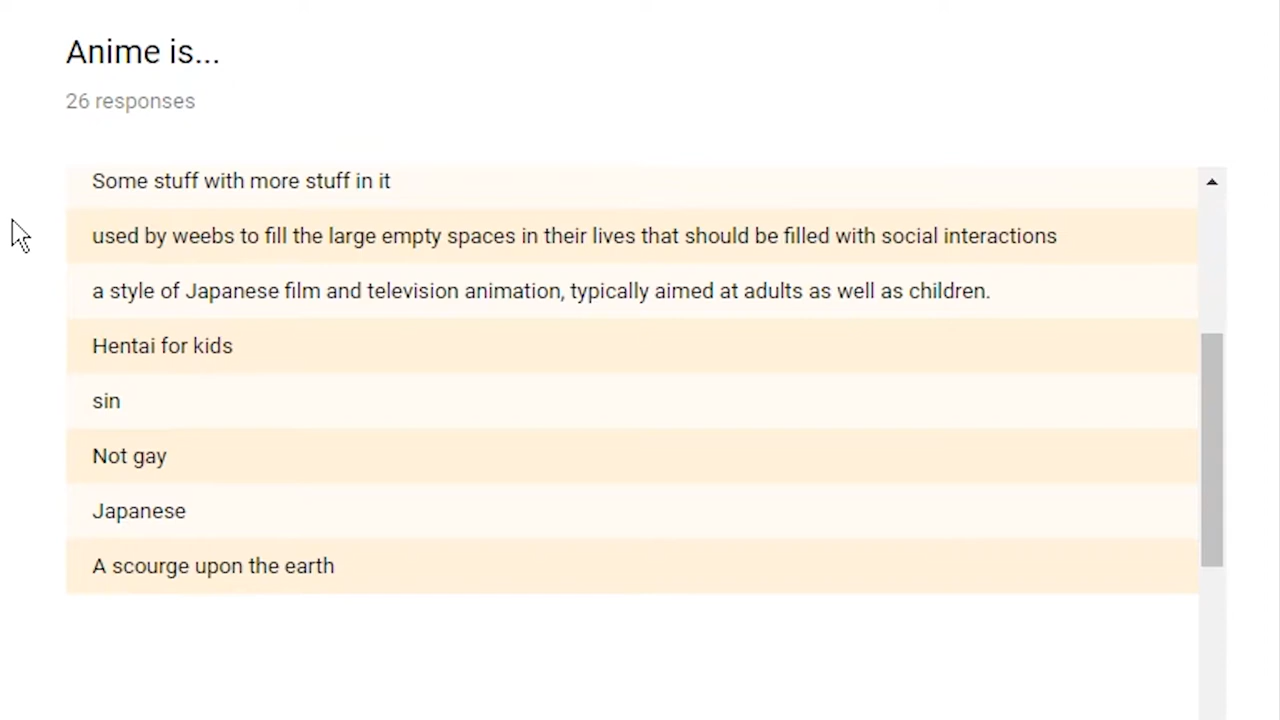 Anime is...
26 responses
Some stuff with more stuff in it
used by weebs to fill the large empty spaces in their lives that should be filled with social interactions
a style of Japanese film and television animation, typically aimed at adults as well as children.
Hentai for kids
sin
Not gay
Japanese
A scourge upon the earth